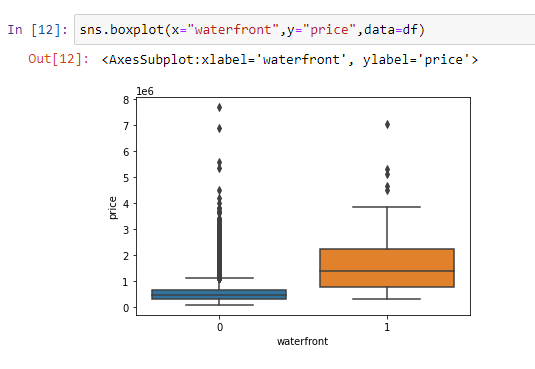 In [12]: sns.boxplot(x="waterfront",y="price",data=df)
Out[12]: <AxesSubplot:xlabel='waterfront', ylabel='price'>
1e6
8
7
6
5
4
3
2
1
0
price
0 1
waterfront